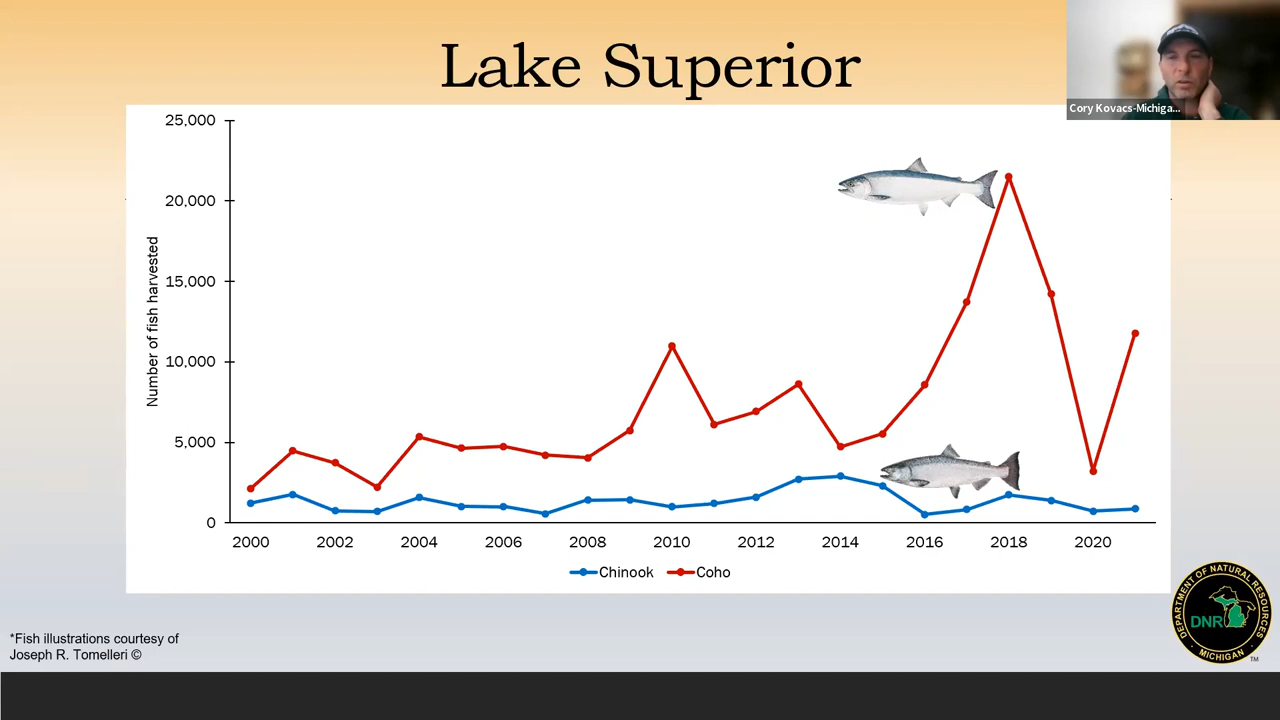 Lake Superior
Cory Kovacs-Michiga...
25,000
20,000
15,000
10,000
5,000
0
Number of fish harvested
2000 2002 2004 2006 2008 2010 2012 2014 2016 2018 2020
Chinook Coho
*Fish illustrations courtesy of
Joseph R. Tomelleri ©
DEPARTMENT OF NATURAL RESOURCES
DNR
MICHIGAN
TM